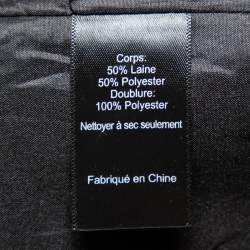 Corps:
50% Laine
50% Polyester
Doublure:
100% Polyester
Nettoyer à sec seulement
Fabriqué en Chine